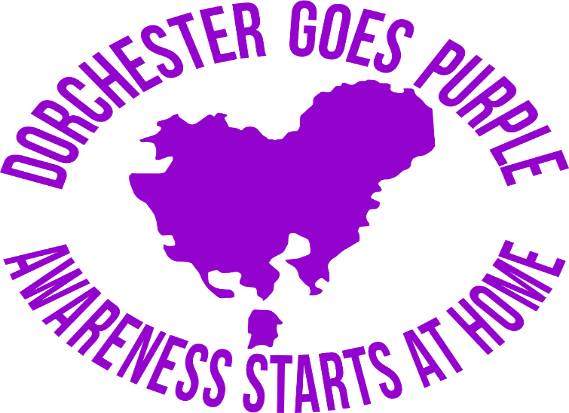 DORCHESTER GOES PURPLE
AWARENESS STARTS AT HOME